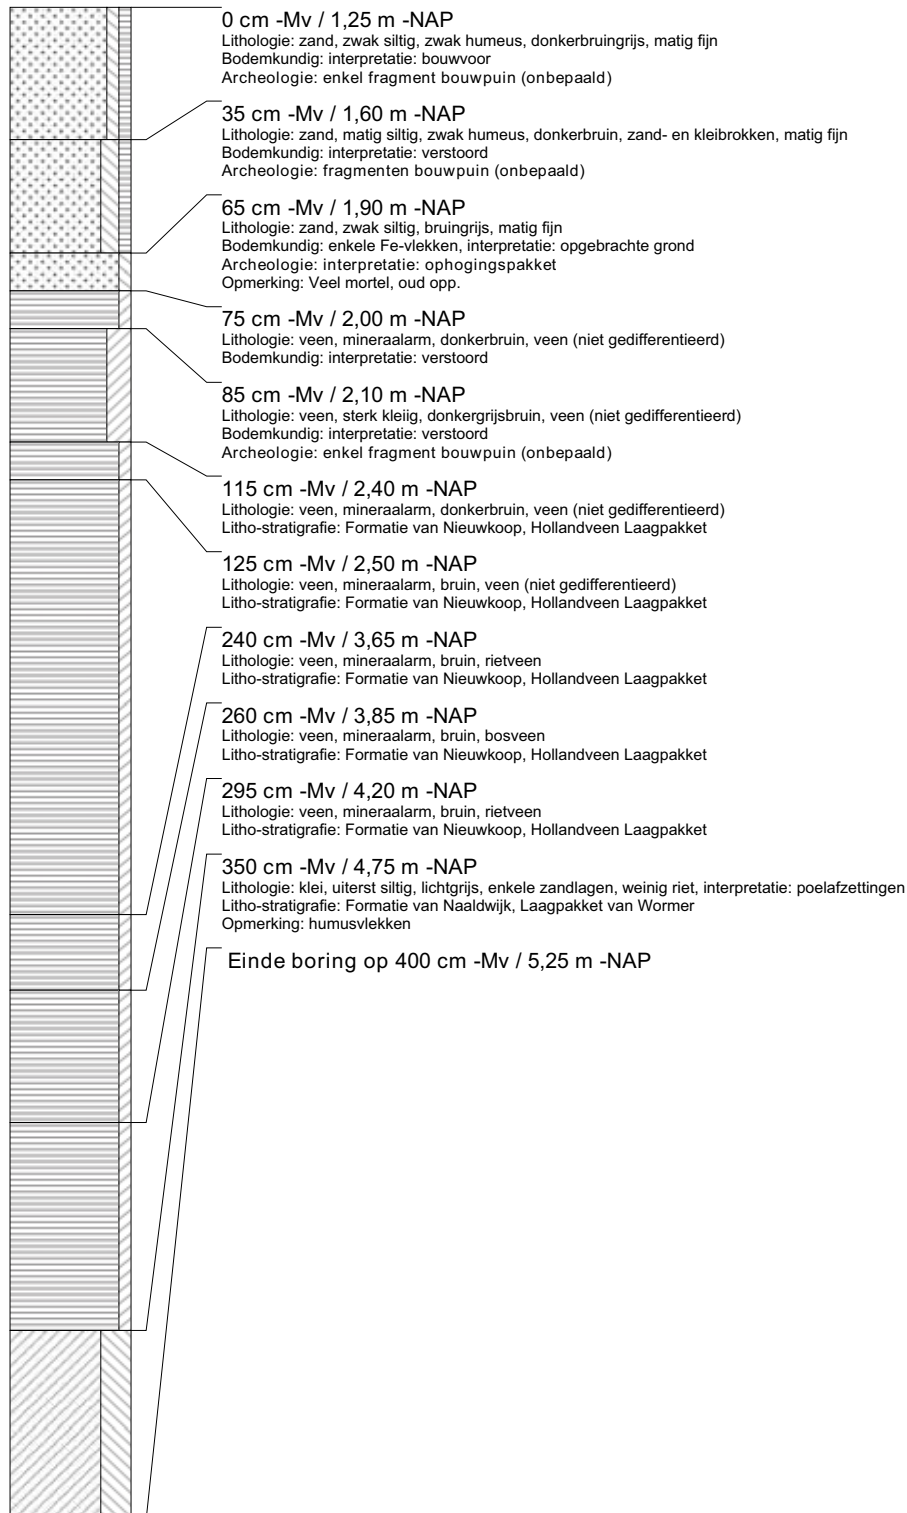 0 cm -Mv / 1,25 m -NAP
Lithologie: zand, zwak siltig, zwak humeus, donkerbruingrijs, matig fijn
Bodemkundig: interpretatie: bouwvoor
Archeologie: enkel fragment bouwpuin (onbepaald)
35 cm -Mv / 1,60 m -NAP
Lithologie: zand, matig siltig, zwak humeus, donkerbruin, zand- en kleibrokken, matig fijn
Bodemkundig: interpretatie: verstoord
Archeologie: fragmenten bouwpuin (onbepaald)
65 cm -Mv / 1,90 m -NAP
Lithologie: zand, zwak siltig, bruingrijs, matig fijn
Bodemkundig: enkele Fe-vlekken, interpretatie: opgebrachte grond
Archeologie: interpretatie: ophogingspakket
Opmerking: Veel mortel, oud opp.
75 cm -Mv / 2,00 m -NAP
Lithologie: veen, mineraalarm, donkerbruin, veen (niet gedifferentieerd)
Bodemkundig: interpretatie: verstoord
85 cm -Mv / 2,10 m -NAP
Lithologie: veen, sterk kleiig, donkergrijsbruin, veen (niet gedifferentieerd)
Bodemkundig: interpretatie: verstoord
Archeologie: enkel fragment bouwpuin (onbepaald)
115 cm -Mv / 2,40 m -NAP
Lithologie: veen, mineraalarm, donkerbruin, veen (niet gedifferentieerd)
Litho-stratigrafie: Formatie van Nieuwkoop, Hollandveen Laagpakket
125 cm -Mv / 2,50 m -NAP
Lithologie: veen, mineraalarm, bruin, veen (niet gedifferentieerd)
Litho-stratigrafie: Formatie van Nieuwkoop, Hollandveen Laagpakket
240 cm -Mv / 3,65 m -NAP
Lithologie: veen, mineraalarm, bruin, rietveen
Litho-stratigrafie: Formatie van Nieuwkoop, Hollandveen Laagpakket
260 cm -Mv / 3,85 m -NAP
Lithologie: veen, mineraalarm, bruin, bosveen
Litho-stratigrafie: Formatie van Nieuwkoop, Hollandveen Laagpakket
295 cm -Mv / 4,20 m -NAP
Lithologie: veen, mineraalarm, bruin, rietveen
Litho-stratigrafie: Formatie van Nieuwkoop, Hollandveen Laagpakket
350 cm -Mv / 4,75 m -NAP
Lithologie: klei, uiterst siltig, lichtgrijs, enkele zandlagen, weinig riet, interpretatie: poelafzettingen
Litho-stratigrafie: Formatie van Naaldwijk, Laagpakket van Wormer
Opmerking: humusvlekken
Einde boring op 400 cm -Mv / 5,25 m -NAP